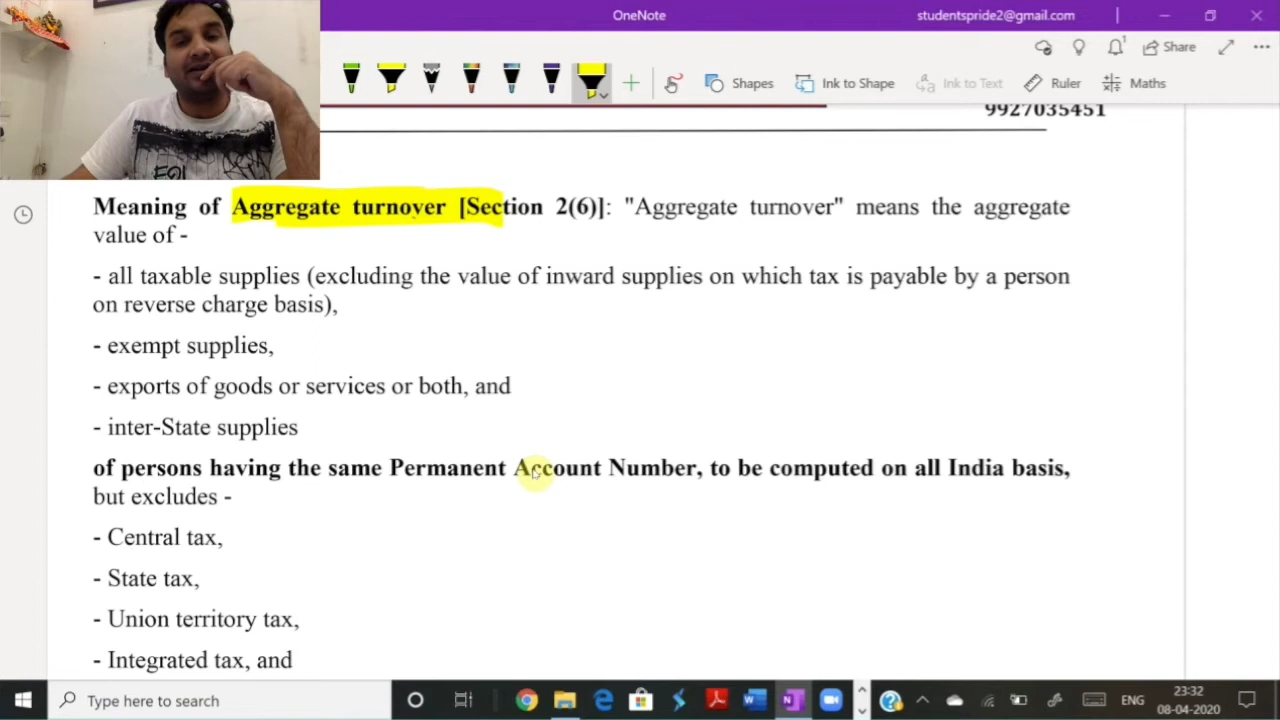 OneNote
studentspride2@gmail.com
Share
Shapes
Ink to Shape
Ink to Text
Ruler
Maths
9927035451
Meaning of Aggregate turnover [Section 2(6)]: "Aggregate turnover" means the aggregate
value of -
- all taxable supplies (excluding the value of inward supplies on which tax is payable by a person
on reverse charge basis),
- exempt supplies,
- exports of goods or services or both, and
- inter-State supplies
of persons having the same Permanent Account Number, to be computed on all India basis,
but excludes -
- Central tax,
- State tax,
- Union territory tax,
- Integrated tax, and
Type here to search
ENG
23:32
08-04-2020